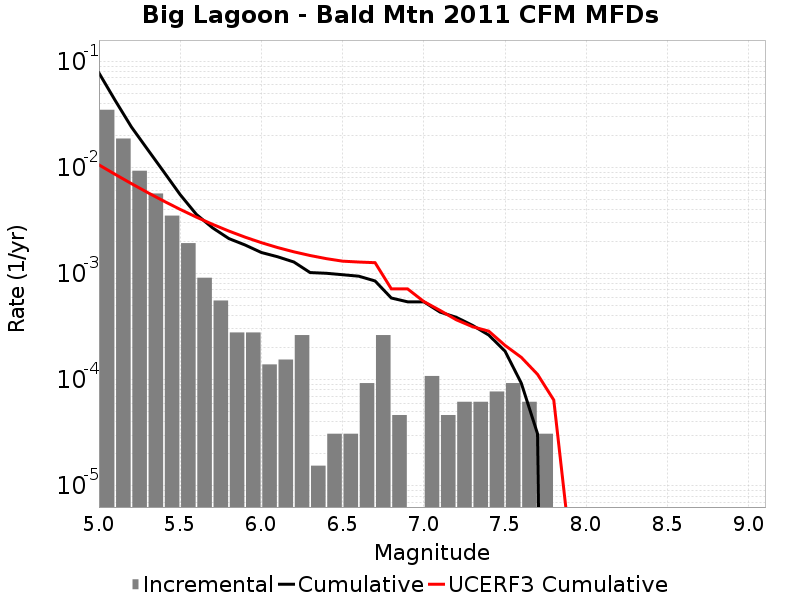 Big Lagoon - Bald Mtn 2011 CFM MFDs
Rate (1/yr)
10-1
10-2
10-3
10-4
10-5
5.0 5.5 6.0 6.5 7.0 7.5 8.0 8.5 9.0
Magnitude
Incremental Cumulative UCERF3 Cumulative